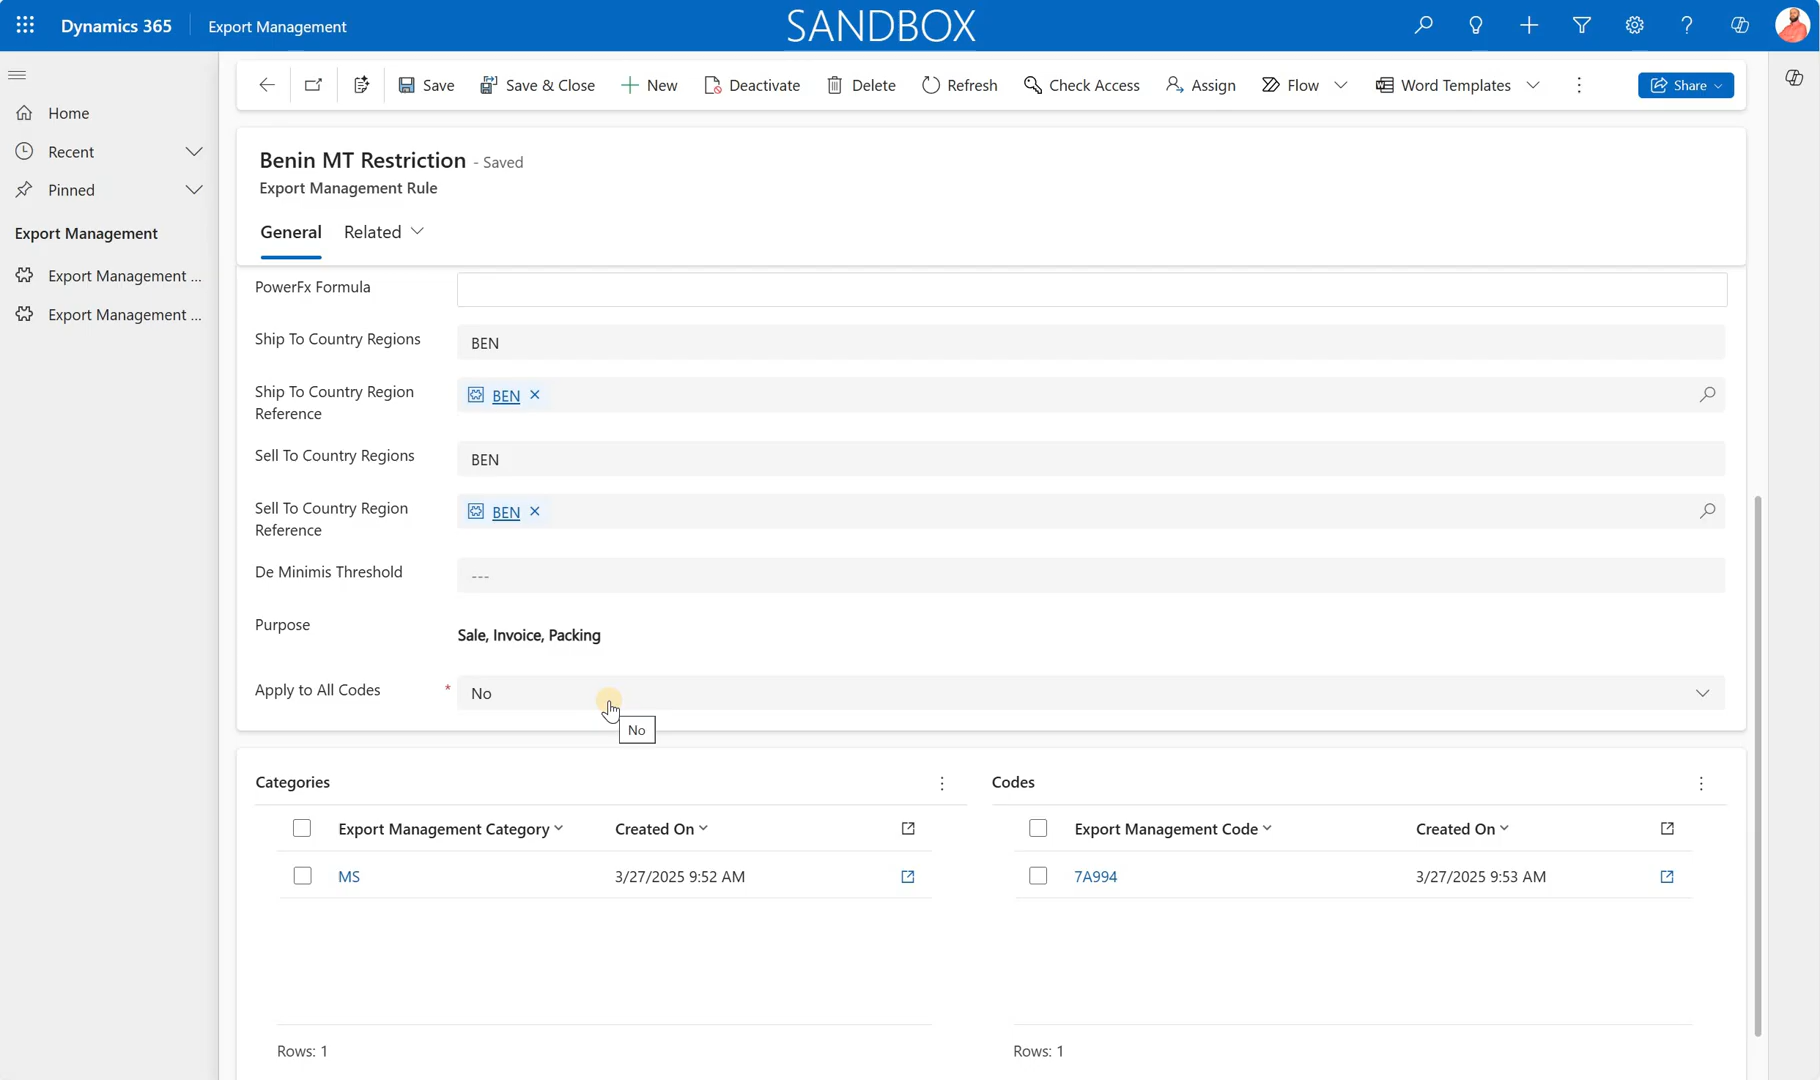 Dynamics 365
Export Management
SANDBOX
Save
Save & Close
New
Deactivate
Delete
Refresh
Check Access
Assign
Flow
Word Templates
Share
Home
Recent
Pinned
Export Management
Export Management ...
Export Management ...
Benin MT Restriction - Saved
Export Management Rule
General
Related
PowerFx Formula
Ship To Country Regions
BEN
Ship To Country Region
Reference
BEN
Sell To Country Regions
BEN
Sell To Country Region
Reference
BEN
De Minimis Threshold
---
Purpose
Sale, Invoice, Packing
Apply to All Codes *
No
No
Categories
Export Management Category
Created On
MS
3/27/2025 9:52 AM
Rows: 1
Codes
Export Management Code
Created On
7A994
3/27/2025 9:53 AM
Rows: 1